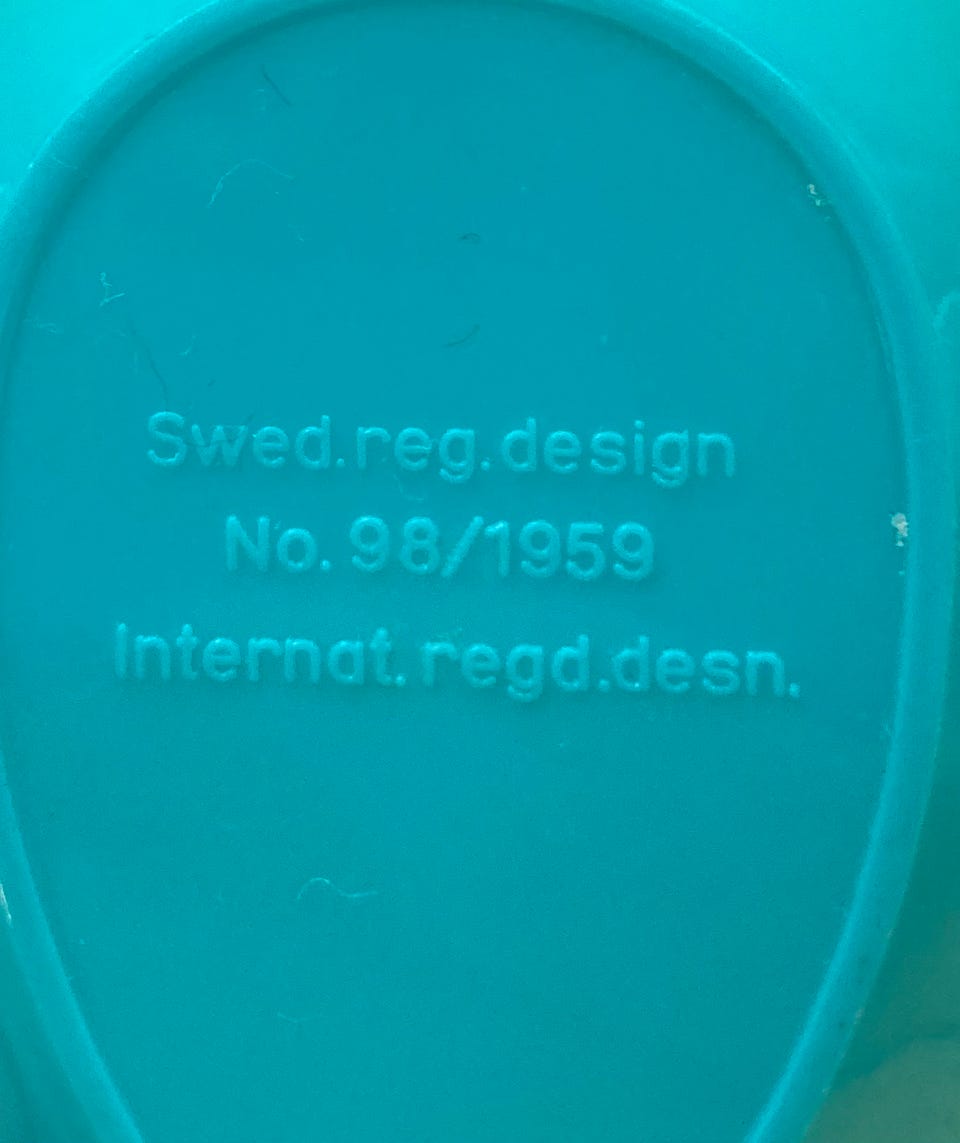 Swed.reg.design
No. 98/1959
Internat.regd.desn.